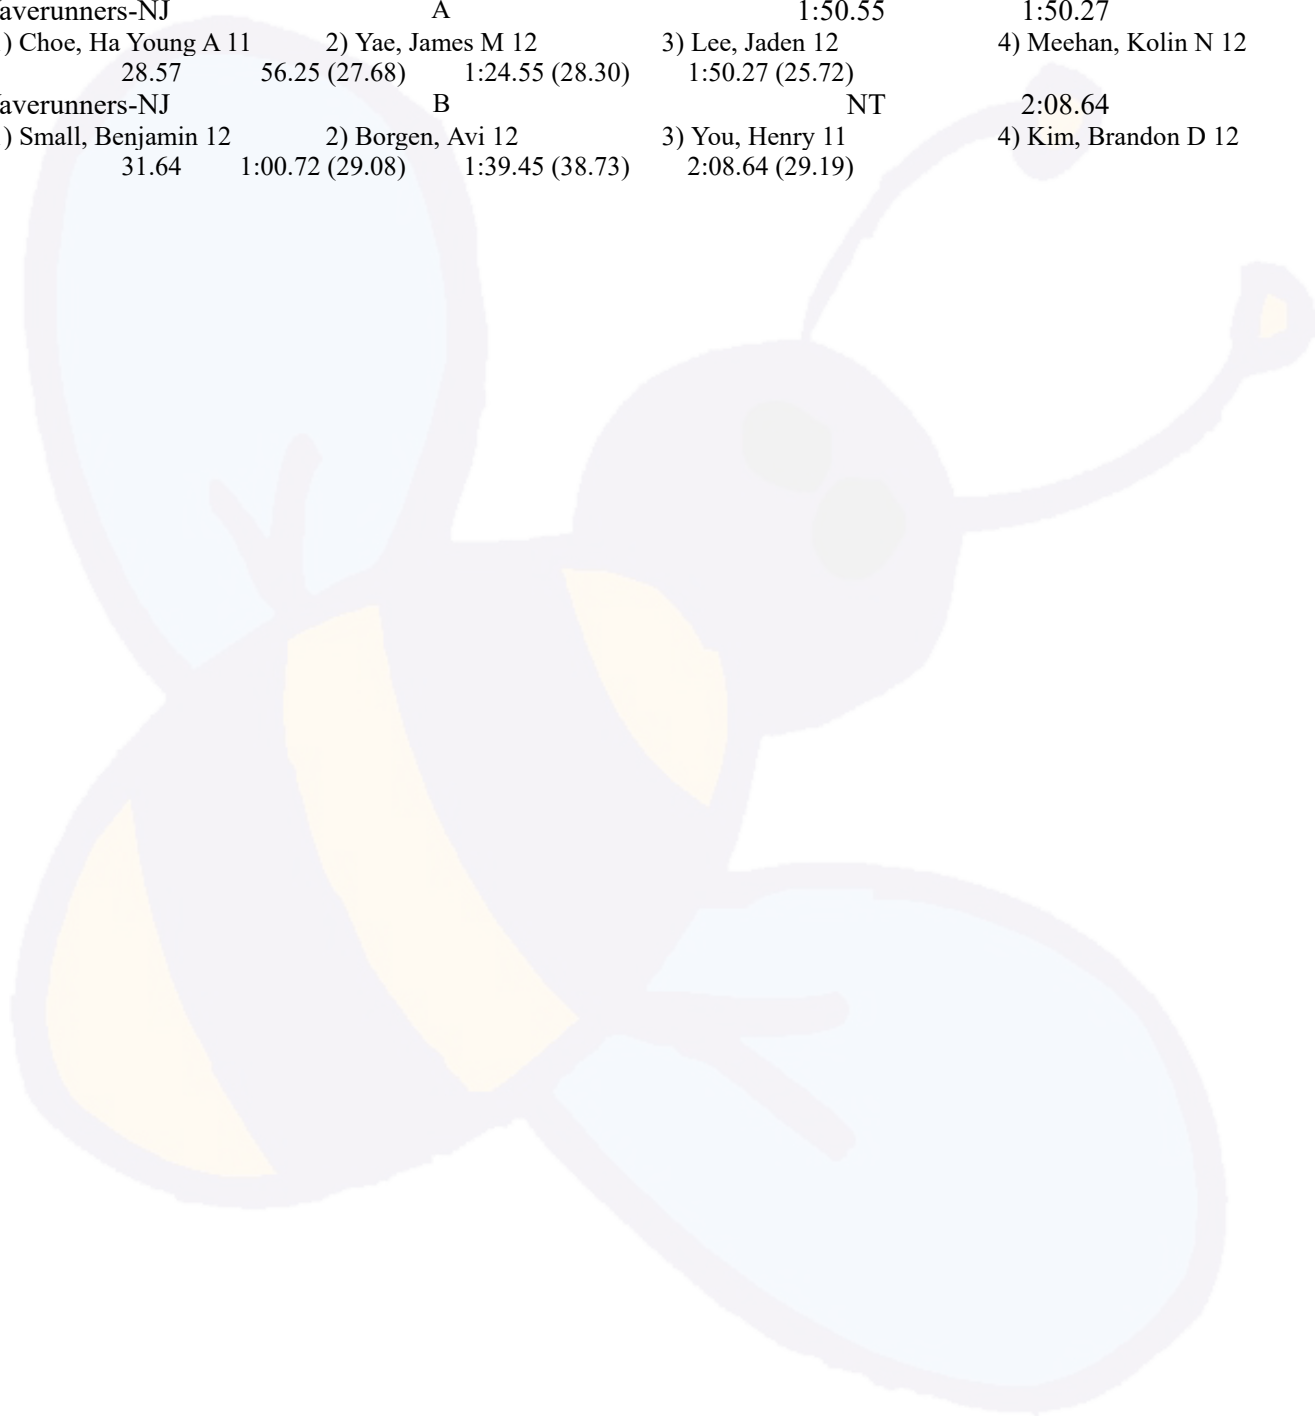 averunners-NJ A 1:50.55 1:50.27
) Choe, Ha Young A 11 2) Yae, James M 12 3) Lee, Jaden 12 4) Meehan, Kolin N 12
28.57 56.25 (27.68) 1:24.55 (28.30) 1:50.27 (25.72)
averunners-NJ B NT 2:08.64
) Small, Benjamin 12 2) Borgen, Avi 12 3) You, Henry 11 4) Kim, Brandon D 12
31.64 1:00.72 (29.08) 1:39.45 (38.73) 2:08.64 (29.19)